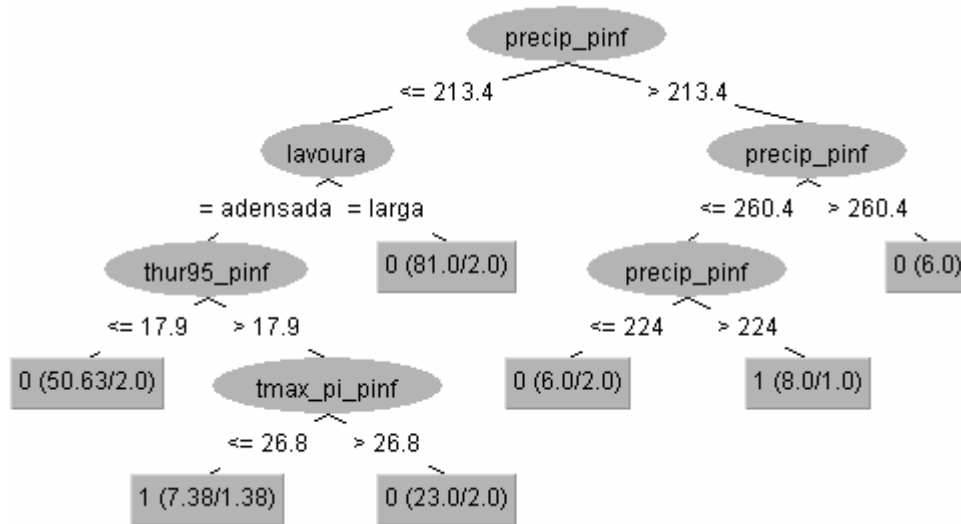 precip_pinf
<= 213.4 > 213.4
lavoura precip_pinf
= adensada = larga <= 260.4 > 260.4
thur95_pinf 0 (81.0/2.0) precip_pinf 0 (6.0)
<= 17.9 > 17.9 <= 224 > 224
0 (50.63/2.0) tmax_pi_pinf 0 (6.0/2.0) 1 (8.0/1.0)
<= 26.8 > 26.8
1 (7.38/1.38) 0 (23.0/2.0)